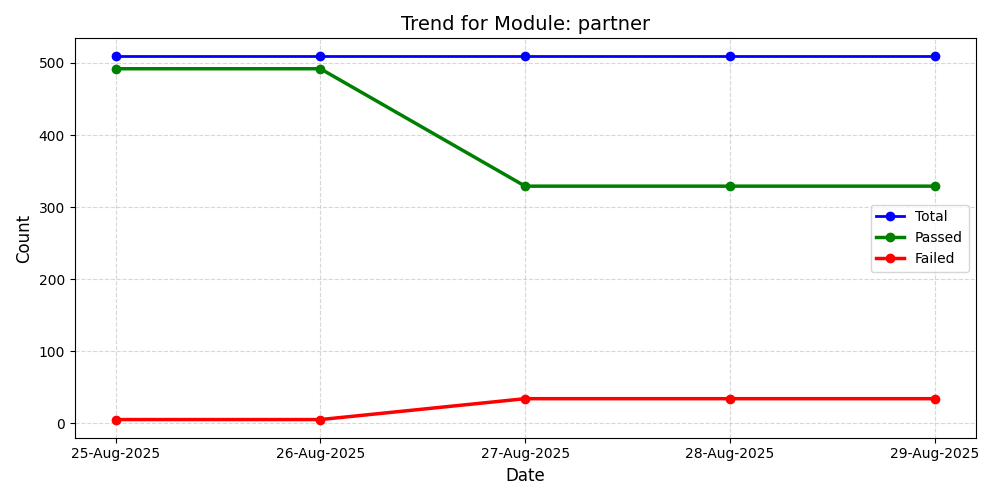 Trend for Module: partner
Count
500
400
300
200
100
0
Total
Passed
Failed
25-Aug-2025 26-Aug-2025 27-Aug-2025 28-Aug-2025 29-Aug-2025
Date